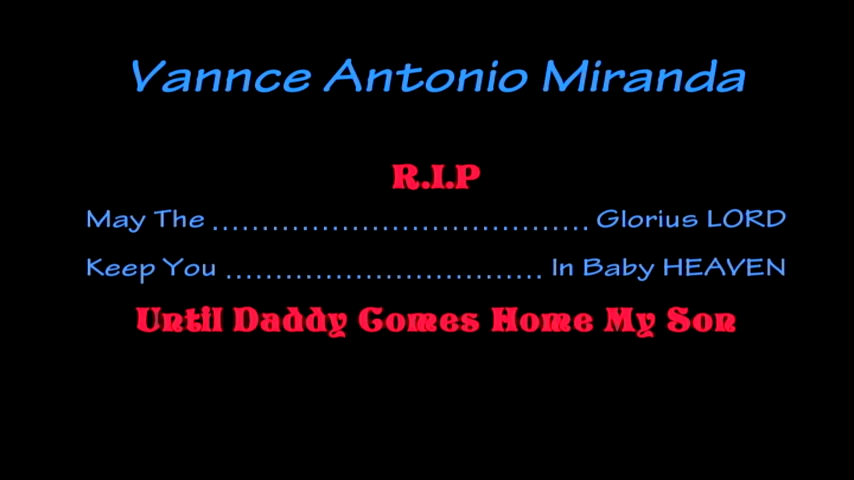 Vannce Antonio Miranda
R.I.P
May The ...................................... Glorius LORD
Keep You ................................ In Baby HEAVEN
Until Daddy Comes Home My Son